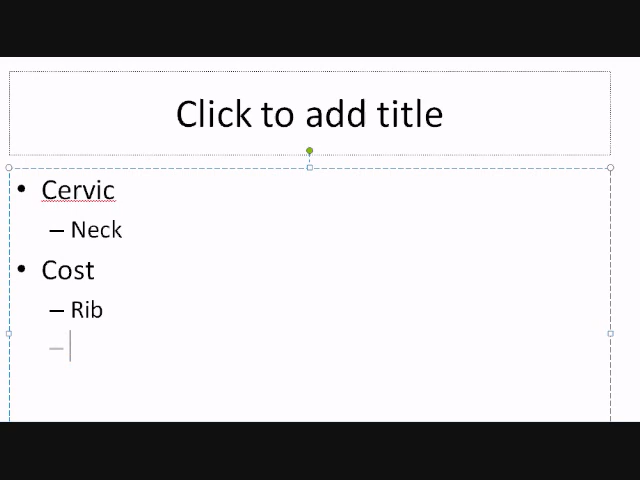 Click to add title
• Cervic
– Neck
• Cost
– Rib
–